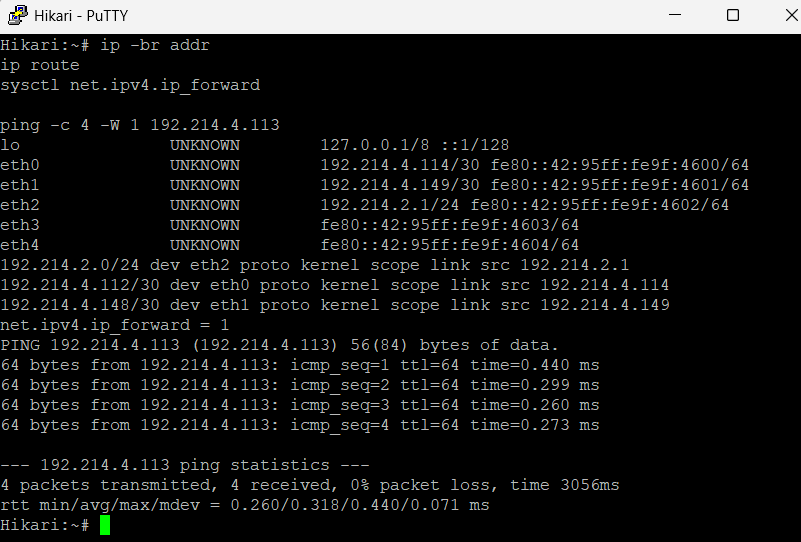 Hikari - PuTTY
Hikari:~# ip -br addr
ip route
sysctl net.ipv4.ip_forward

ping -c 4 -W 1 192.214.4.113
lo               UNKNOWN        127.0.0.1/8 ::1/128
eth0             UNKNOWN        192.214.4.114/30 fe80::42:95ff:fe9f:4600/64
eth1             UNKNOWN        192.214.4.149/30 fe80::42:95ff:fe9f:4601/64
eth2             UNKNOWN        192.214.2.1/24 fe80::42:95ff:fe9f:4602/64
eth3             UNKNOWN        fe80::42:95ff:fe9f:4603/64
eth4             UNKNOWN        fe80::42:95ff:fe9f:4604/64
192.214.2.0/24 dev eth2 proto kernel scope link src 192.214.2.1
192.214.4.112/30 dev eth0 proto kernel scope link src 192.214.4.114
192.214.4.148/30 dev eth1 proto kernel scope link src 192.214.4.149
net.ipv4.ip_forward = 1
PING 192.214.4.113 (192.214.4.113) 56(84) bytes of data.
64 bytes from 192.214.4.113: icmp_seq=1 ttl=64 time=0.440 ms
64 bytes from 192.214.4.113: icmp_seq=2 ttl=64 time=0.299 ms
64 bytes from 192.214.4.113: icmp_seq=3 ttl=64 time=0.260 ms
64 bytes from 192.214.4.113: icmp_seq=4 ttl=64 time=0.273 ms

--- 192.214.4.113 ping statistics ---
4 packets transmitted, 4 received, 0% packet loss, time 3056ms
rtt min/avg/max/mdev = 0.260/0.318/0.440/0.071 ms
Hikari:~#